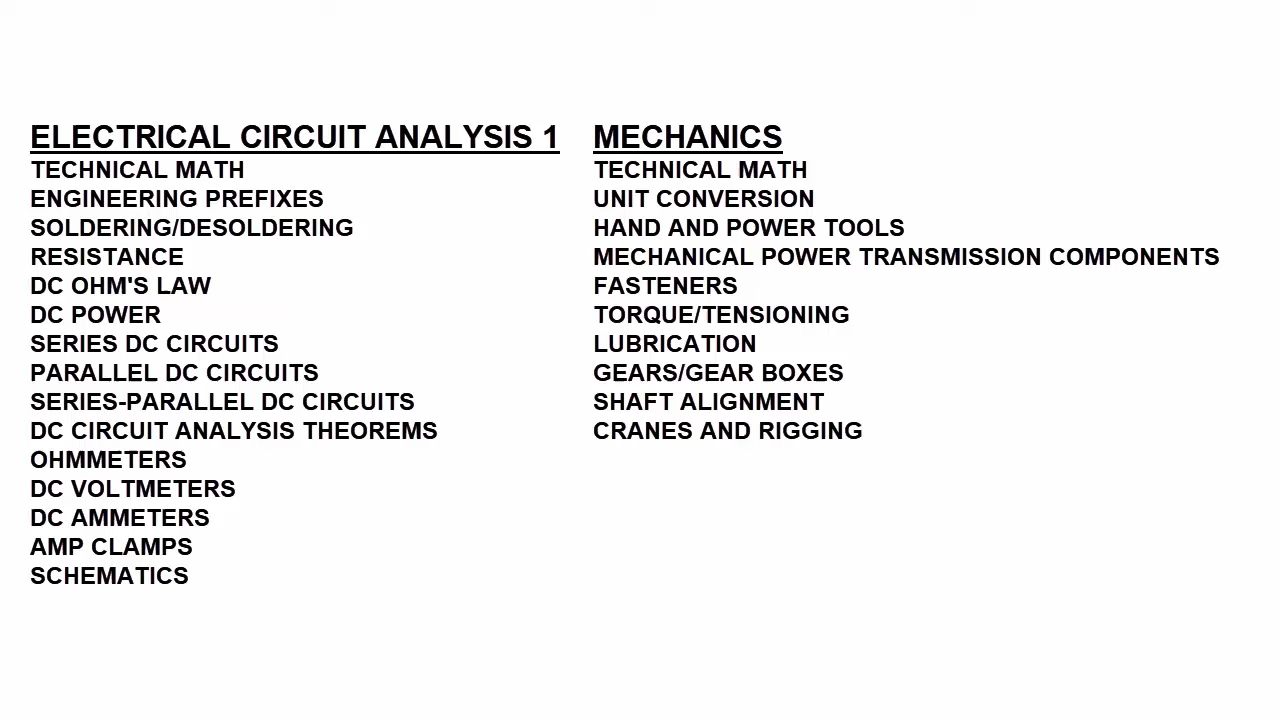 ELECTRICAL CIRCUIT ANALYSIS 1
TECHNICAL MATH
ENGINEERING PREFIXES
SOLDERING/DESOLDERING
RESISTANCE
DC OHM'S LAW
DC POWER
SERIES DC CIRCUITS
PARALLEL DC CIRCUITS
SERIES-PARALLEL DC CIRCUITS
DC CIRCUIT ANALYSIS THEOREMS
OHMMETERS
DC VOLTMETERS
DC AMMETERS
AMP CLAMPS
SCHEMATICS
MECHANICS
TECHNICAL MATH
UNIT CONVERSION
HAND AND POWER TOOLS
MECHANICAL POWER TRANSMISSION COMPONENTS
FASTENERS
TORQUE/TENSIONING
LUBRICATION
GEARS/GEAR BOXES
SHAFT ALIGNMENT
CRANES AND RIGGING